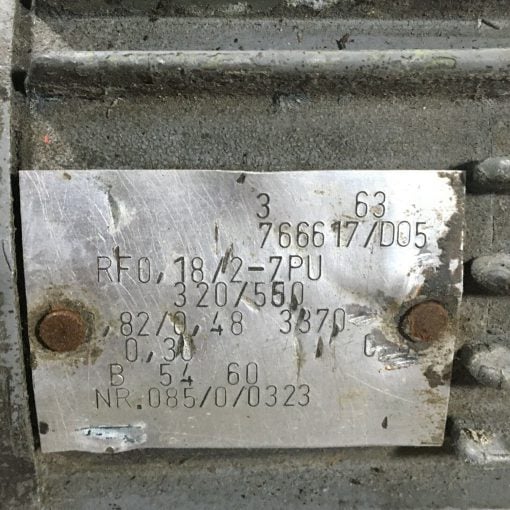 3 63
766617/D05
RF0,18/2-7PU
320/550
,82/0,48 3370
0,30
B 54 60
NR.085/0/0323